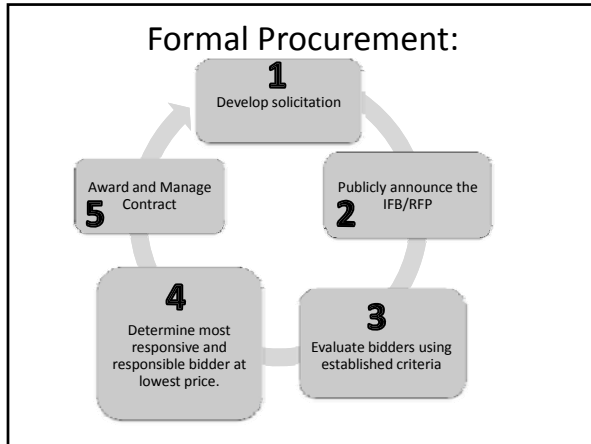 Formal Procurement:
1
Develop solicitation
Publicly announce the
IFB/RFP
2
3
Evaluate bidders using
established criteria
4
Determine most
responsive and
responsible bidder at
lowest price.
Award and Manage
Contract
5